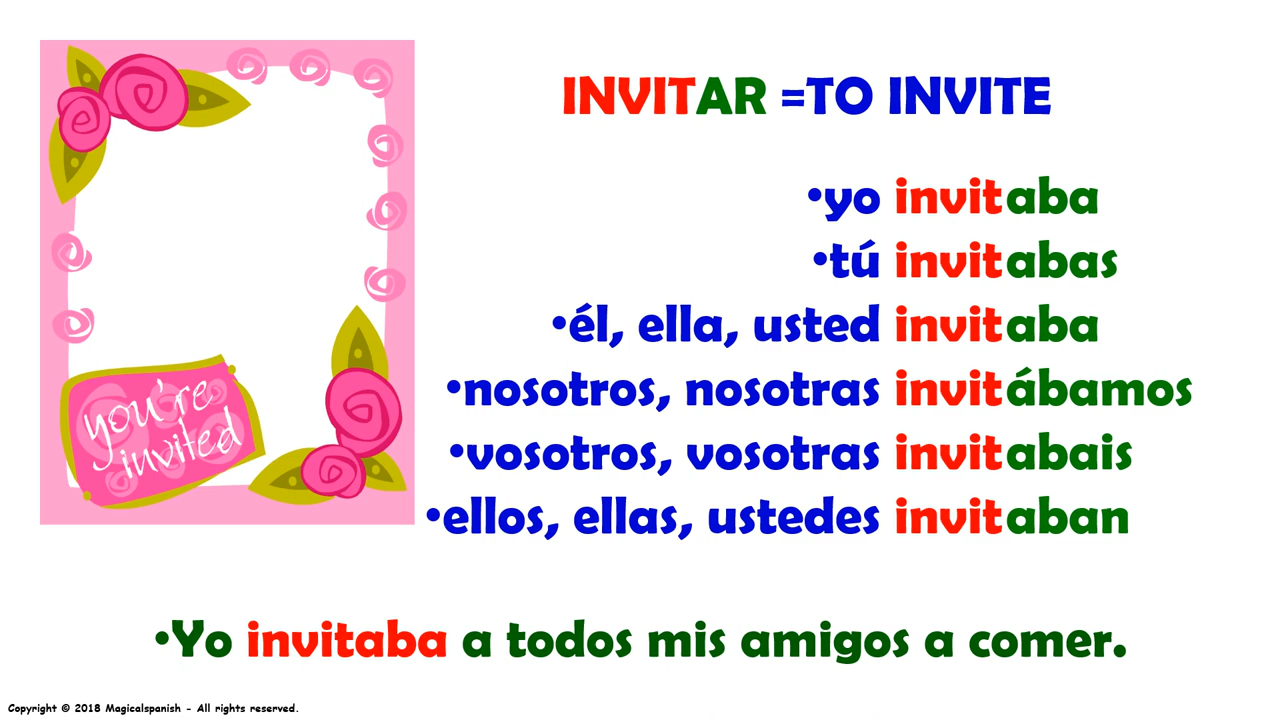 INVITAR =TO INVITE
•yo invitaba
•tú invitabas
•él, ella, usted invitaba
•nosotros, nosotras invitábamos
•vosotros, vosotras invitabais
•ellos, ellas, ustedes invitaban
you're
invited
•Yo invitaba a todos mis amigos a comer.
Copyright © 2018 Magicalspanish - All rights reserved.